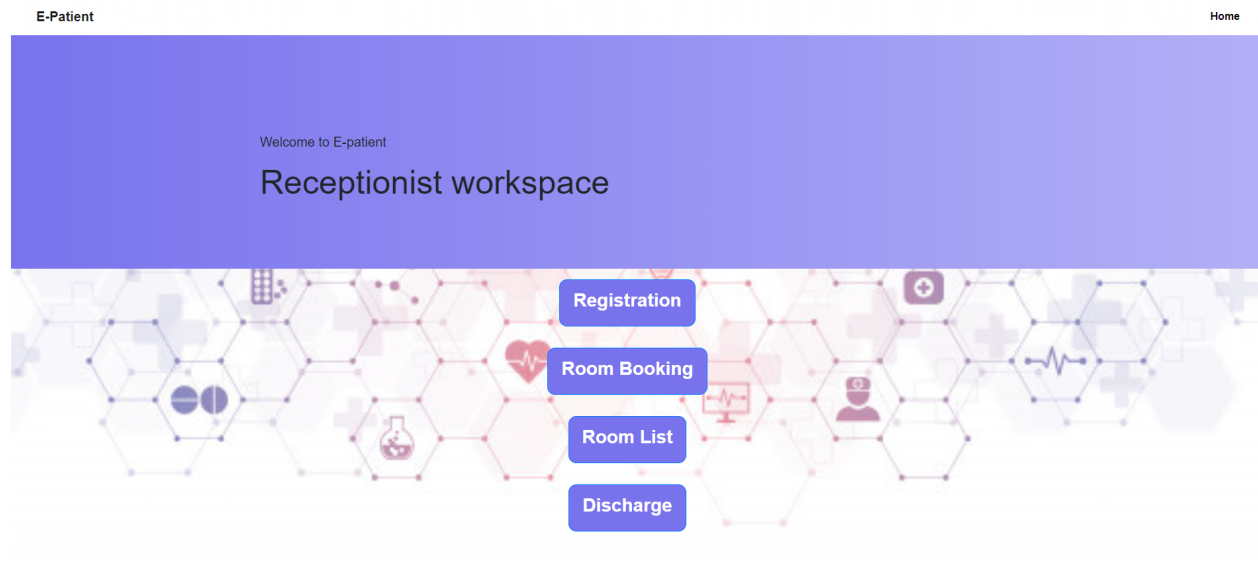 E-Patient
Home
Welcome to E-patient
Receptionist workspace
Registration
Room Booking
Room List
Discharge